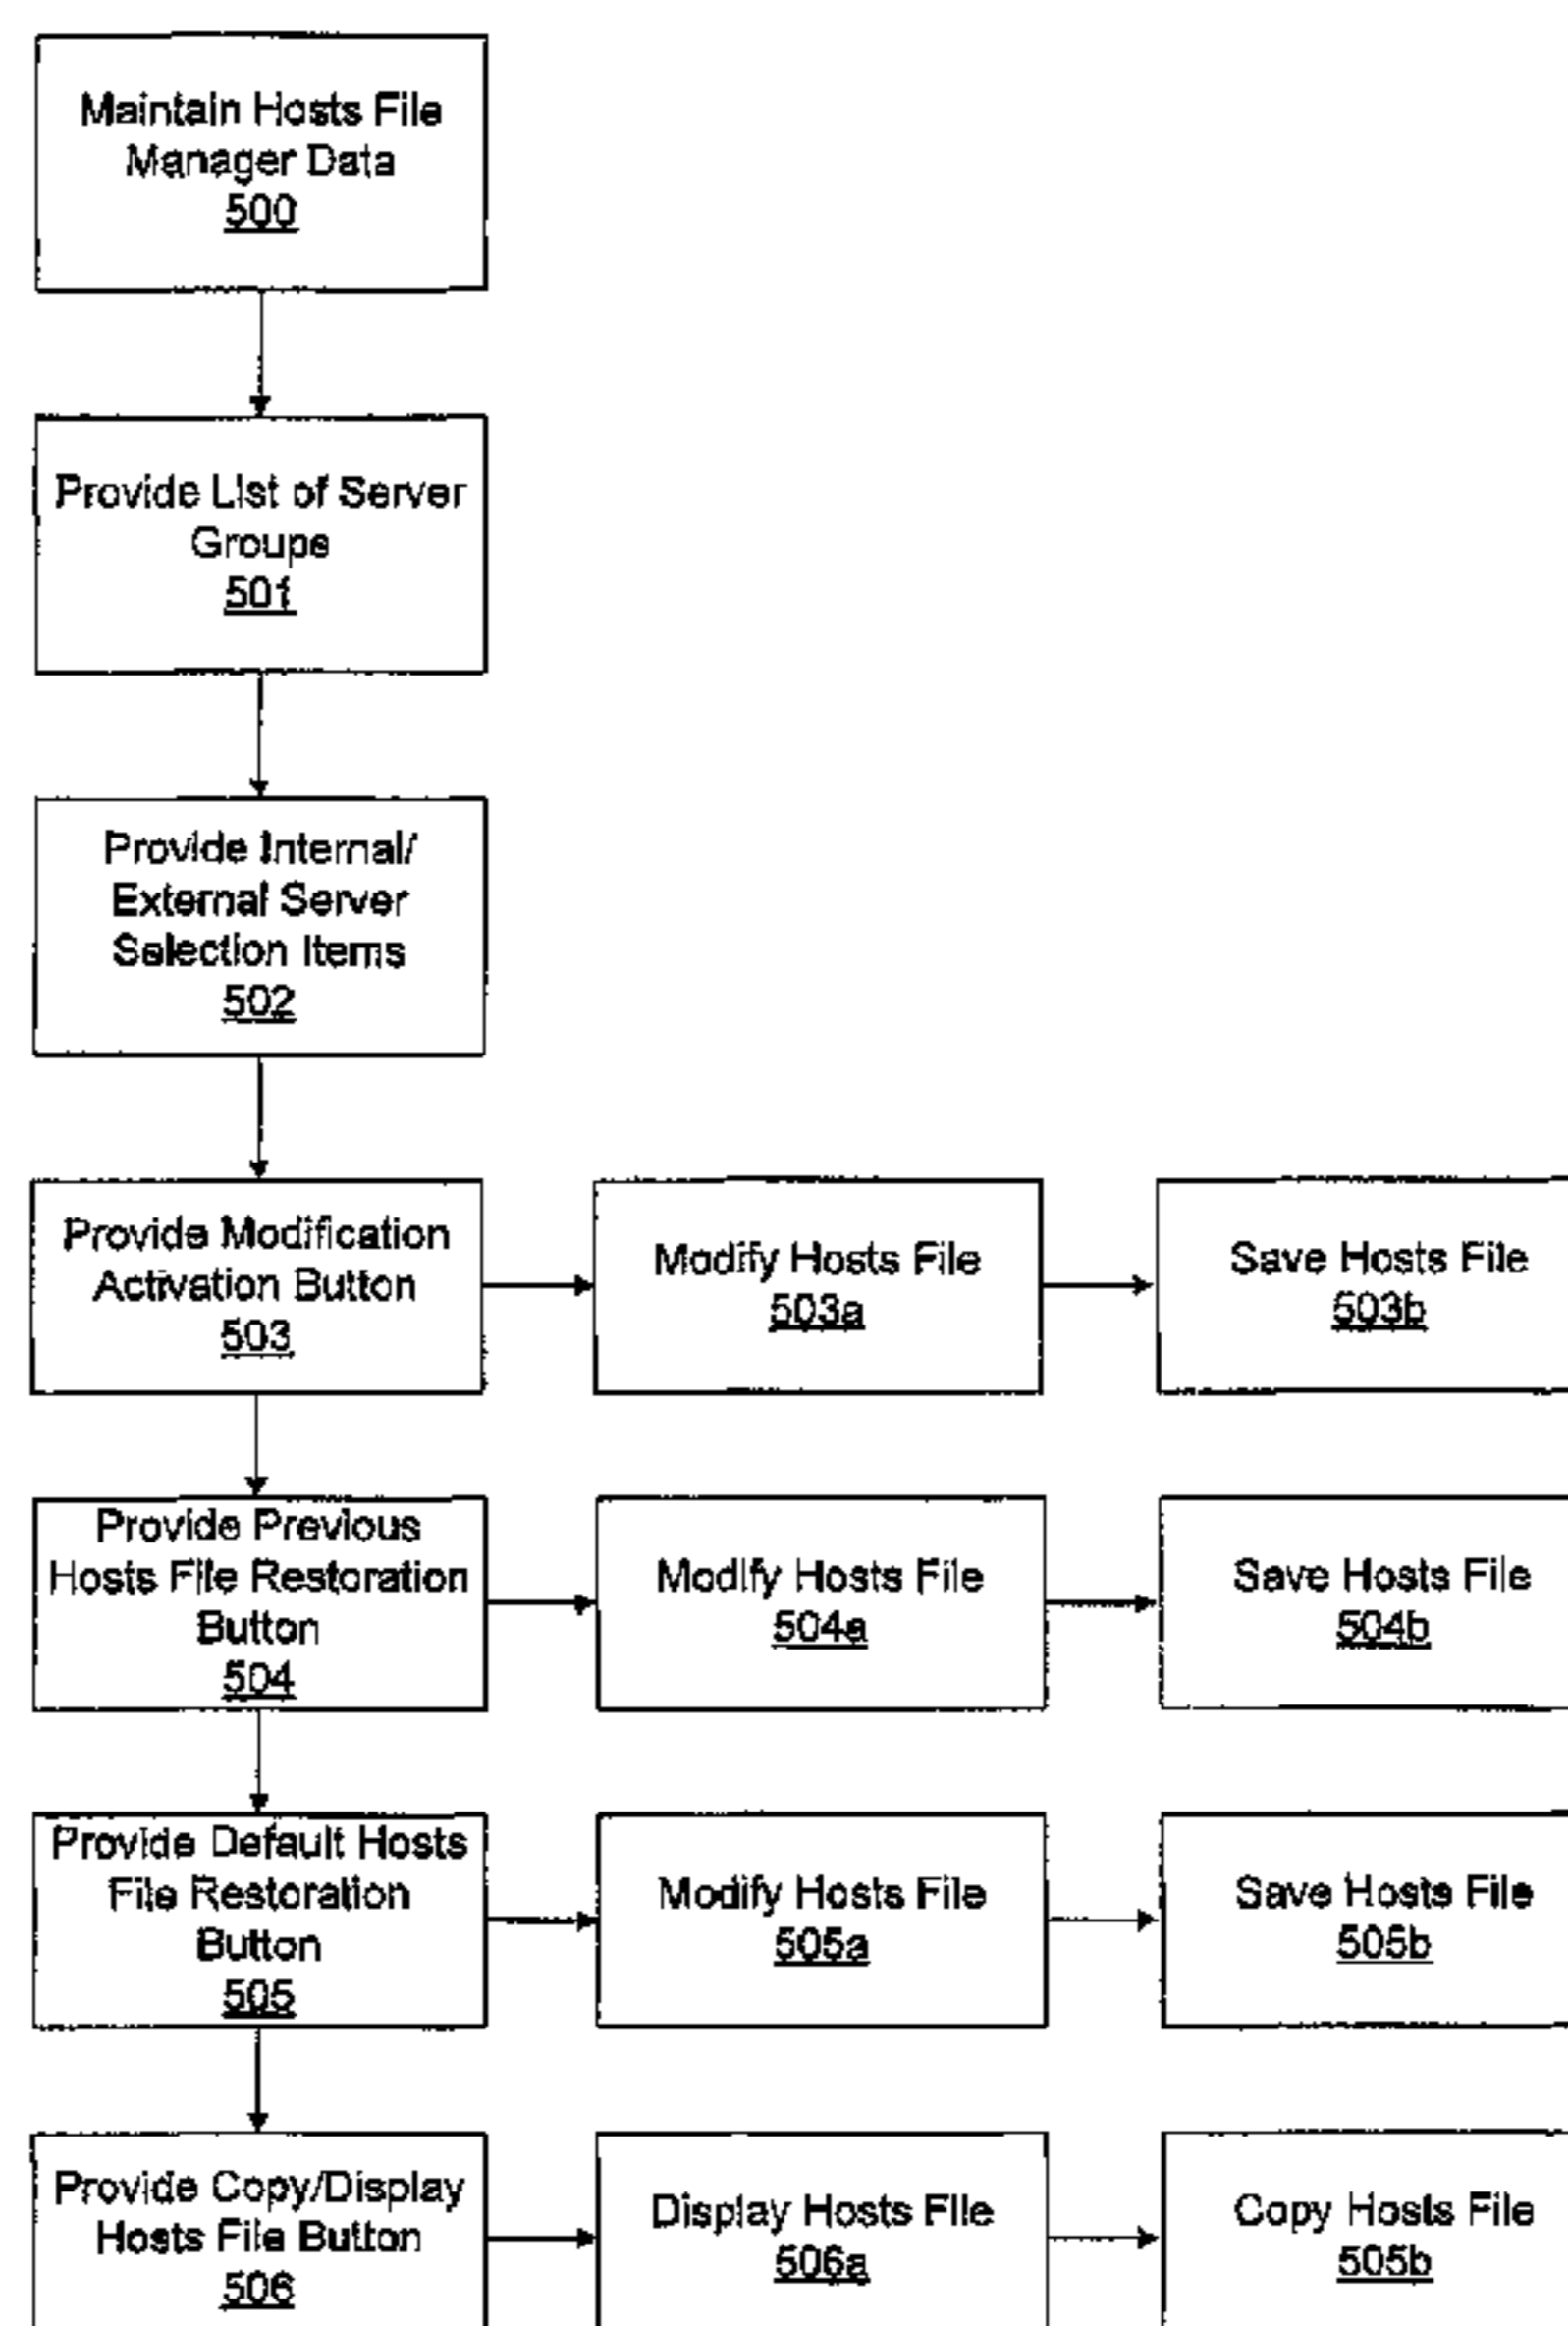 Maintain Hosts File
Manager Data
500
Provide List of Server
Groups
501
Provide Internal/
External Server
Selection Items
502
Provide Modification
Activation Button
503
Modify Hosts File
503a
Save Hosts File
503b
Provide Previous
Hosts File Restoration
Button
504
Modify Hosts File
504a
Save Hosts File
504b
Provide Default Hosts
File Restoration
Button
505
Modify Hosts File
505a
Save Hosts File
505b
Provide Copy/Display
Hosts File Button
506
Display Hosts File
506a
Copy Hosts File
505b